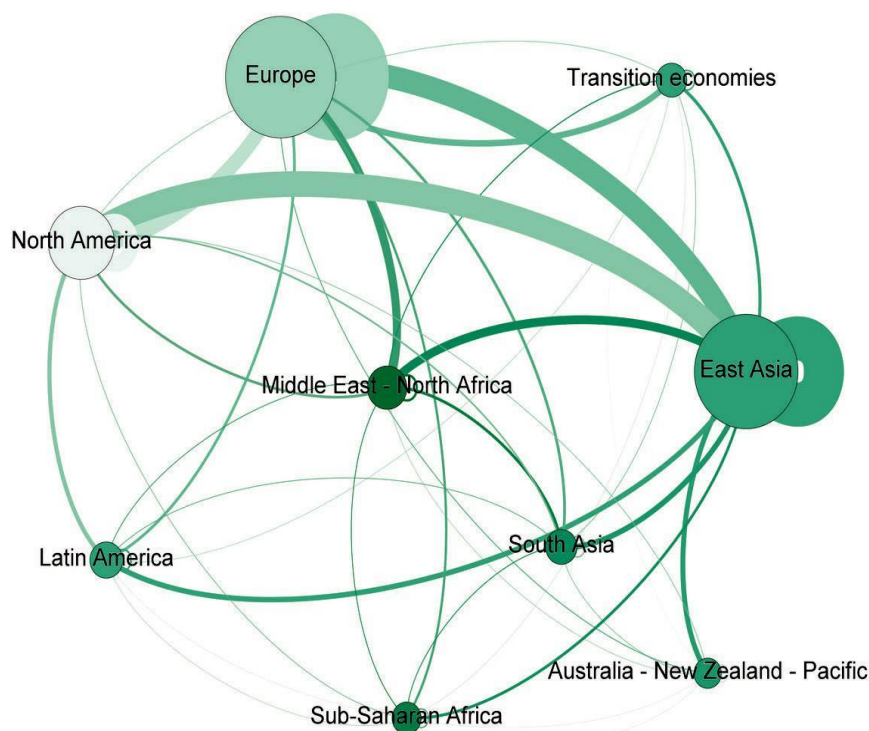 Europe
Transition economies
North America
East Asia
Middle East - North Africa
South Asia
Latin America
Australia - New Zealand - Pacific
Sub-Saharan Africa